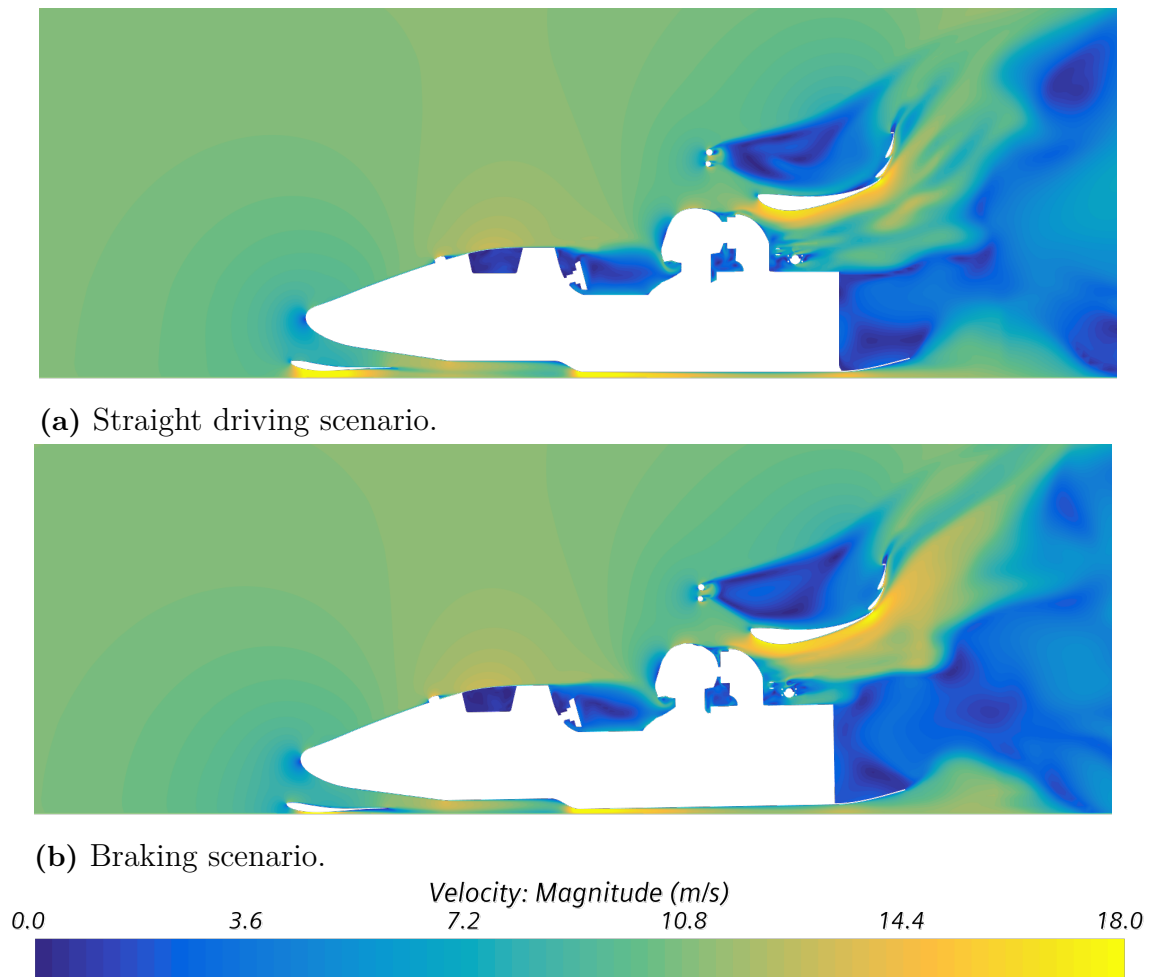 (a) Straight driving scenario.
(b) Braking scenario.
Velocity: Magnitude (m/s)
0.0 3.6 7.2 10.8 14.4 18.0